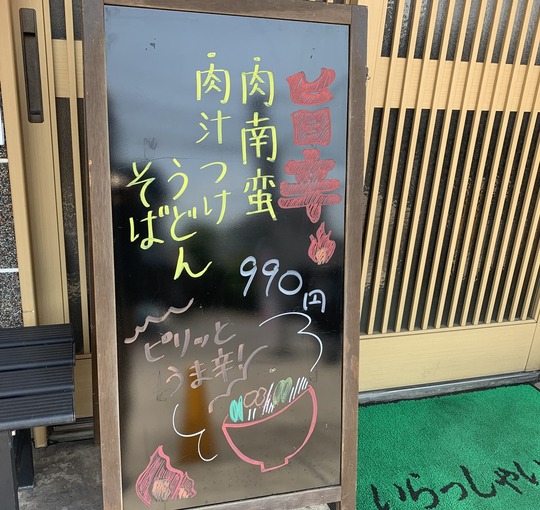 旨辛
・肉南蛮
・肉汁つけ
うどん
そば
990円
ピリッと
うま辛!
いらっしゃい